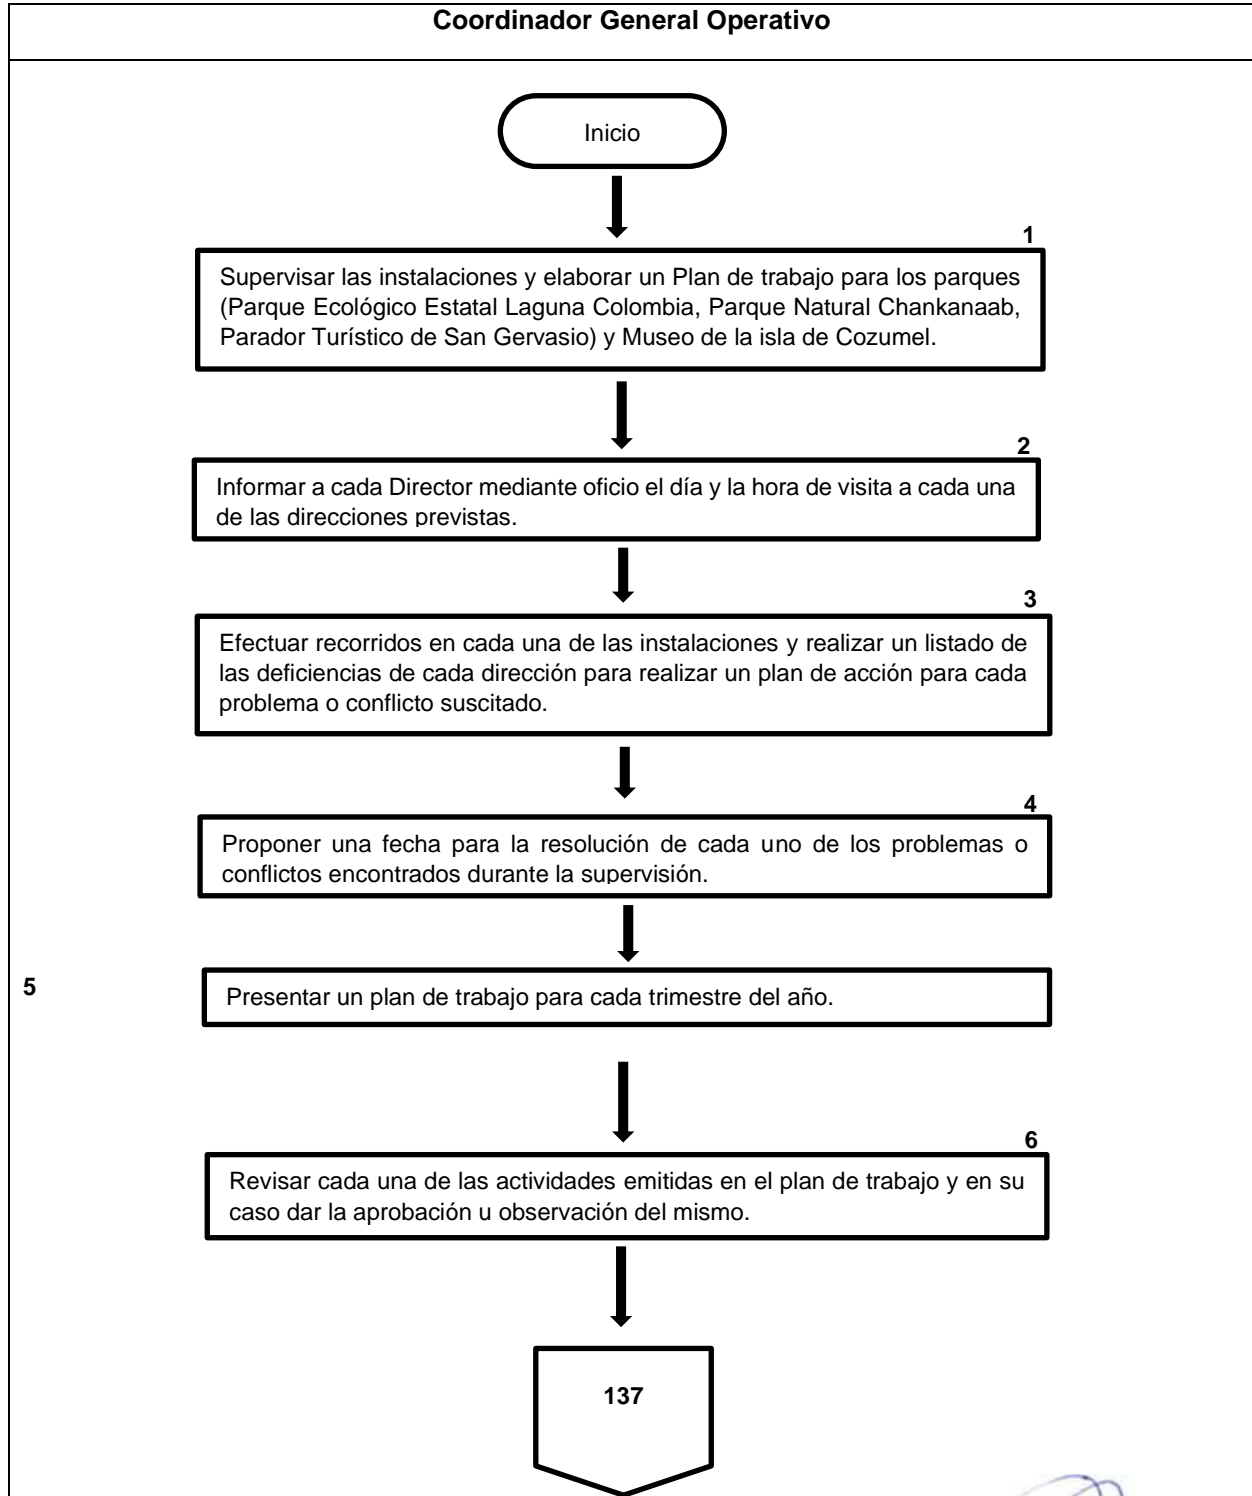 Coordinador General Operativo
Inicio
1
Supervisar las instalaciones y elaborar un Plan de trabajo para los parques
(Parque Ecológico Estatal Laguna Colombia, Parque Natural Chankanaab,
Parador Turístico de San Gervasio) y Museo de la isla de Cozumel.
2
Informar a cada Director mediante oficio el día y la hora de visita a cada una
de las direcciones previstas.
3
Efectuar recorridos en cada una de las instalaciones y realizar un listado de
las deficiencias de cada dirección para realizar un plan de acción para cada
problema o conflicto suscitado.
4
Proponer una fecha para la resolución de cada uno de los problemas o
conflictos encontrados durante la supervisión.
5
Presentar un plan de trabajo para cada trimestre del año.
6
Revisar cada una de las actividades emitidas en el plan de trabajo y en su
caso dar la aprobación u observación del mismo.
137